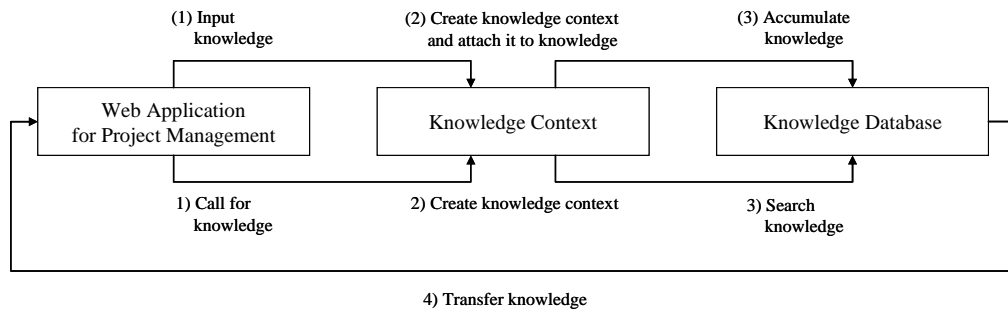 (1) Input
knowledge
(2) Create knowledge context
and attach it to knowledge
(3) Accumulate
knowledge
Web Application
for Project Management
Knowledge Context
Knowledge Database
1) Call for
knowledge
2) Create knowledge context
3) Search
knowledge
4) Transfer knowledge